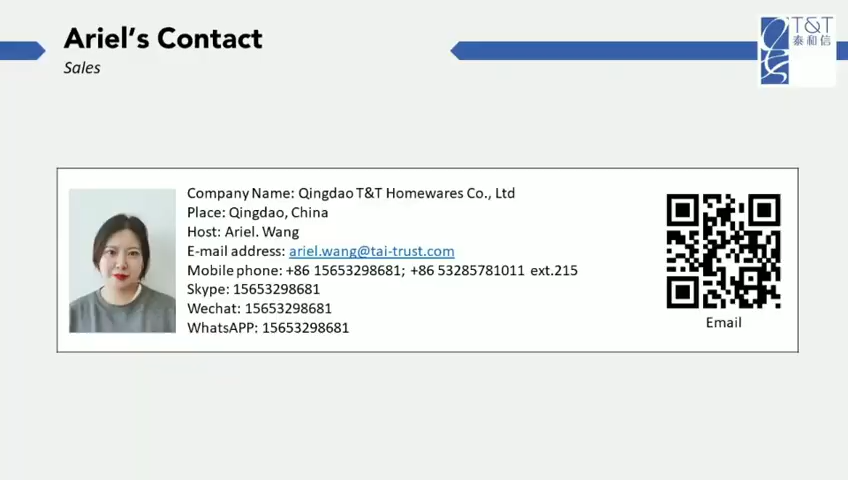 Ariel's Contact
Sales
T&T
泰和信
Company Name: Qingdao T&T Homewares Co., Ltd
Place: Qingdao, China
Host: Ariel. Wang
E-mail address: ariel.wang@tai-trust.com
Mobile phone: +86 15653298681; +86 53285781011 ext.215
Skype: 15653298681
Wechat: 15653298681
WhatsAPP: 15653298681
Email